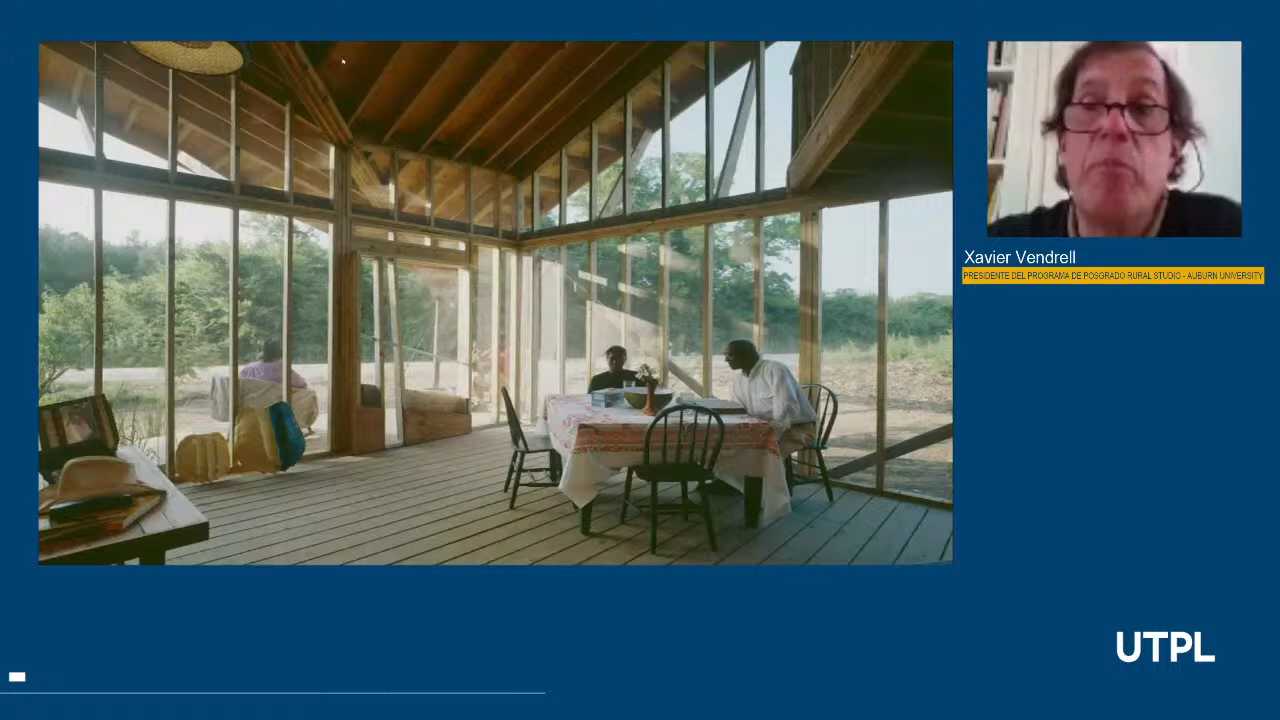 Xavier Vendrell
PRESIDENTE DEL PROGRAMA DE POSGRADO RURAL STUDIO - AUBURN UNIVERSITY
UTPL